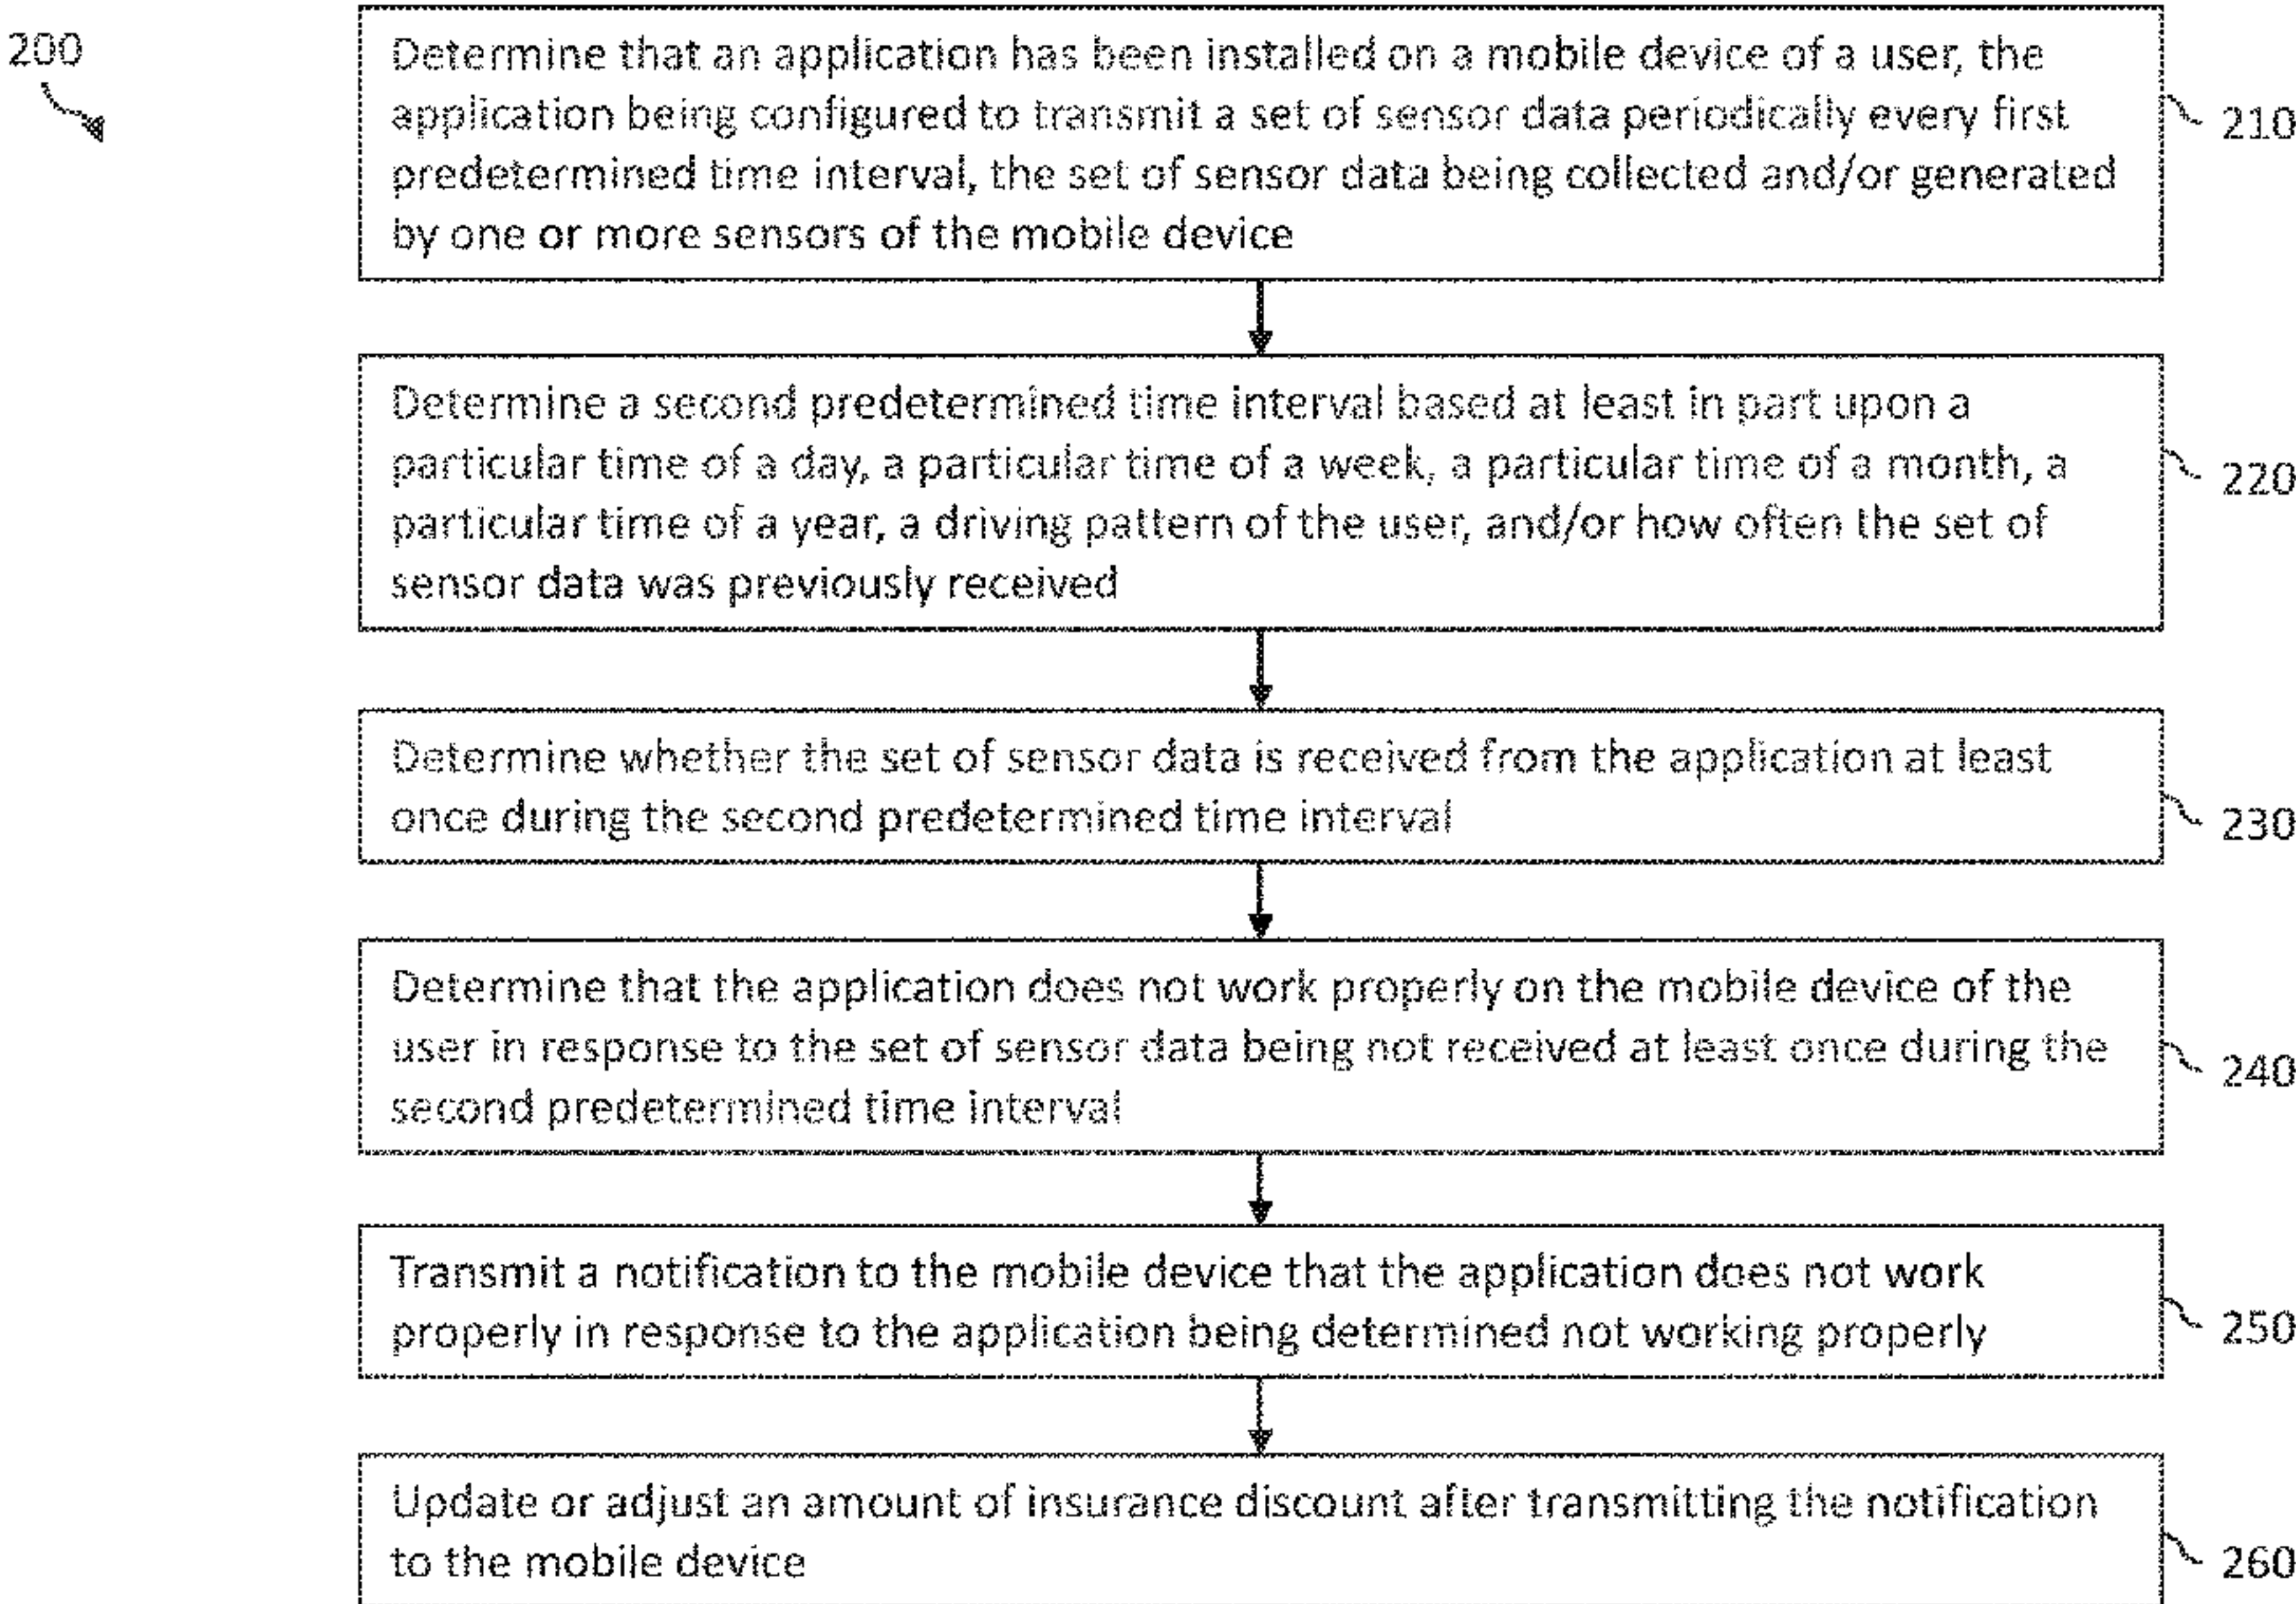 200
Determine that an application has been installed on a mobile device of a user, the
application being configured to transmit a set of sensor data periodically every first
predetermined time interval, the set of sensor data being collected and/or generated
by one or more sensors of the mobile device
210
Determine a second predetermined time interval based at least in part upon a
particular time of a day, a particular time of a week, a particular time of a month, a
particular time of a year, a driving pattern of the user, and/or how often the set of
sensor data was previously received
220
Determine whether the set of sensor data is received from the application at least
once during the second predetermined time interval
230
Determine that the application does not work properly on the mobile device of the
user in response to the set of sensor data being not received at least once during the
second predetermined time interval
240
Transmit a notification to the mobile device that the application does not work
properly in response to the application being determined not working properly
250
Update or adjust an amount of insurance discount after transmitting the notification
to the mobile device
260